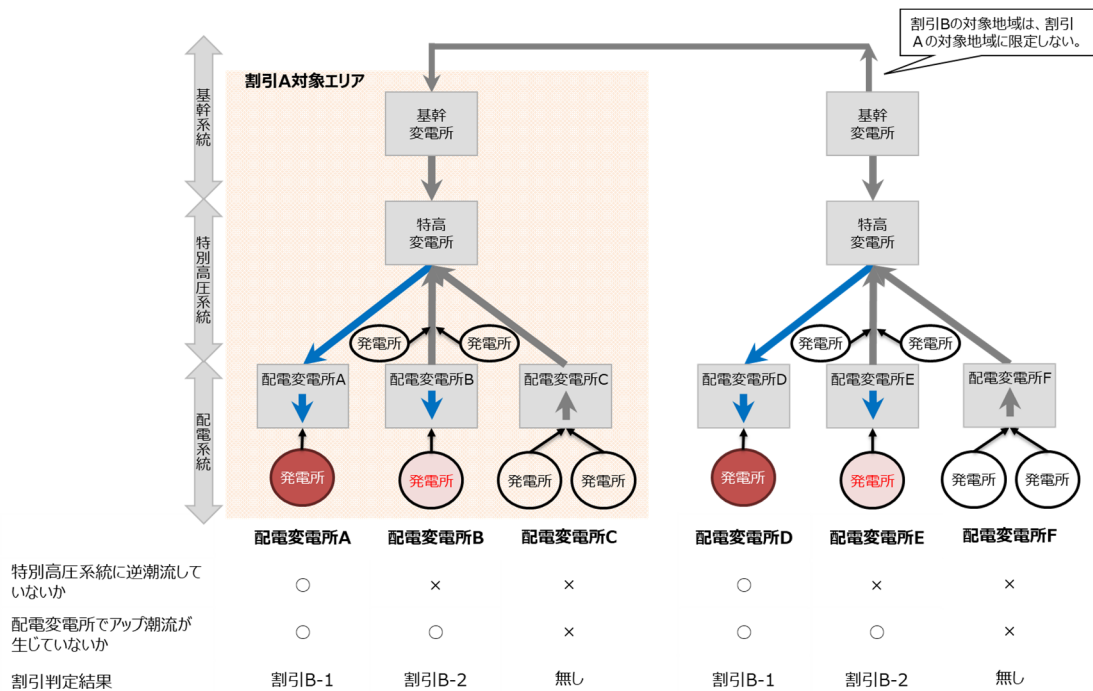 割引Bの対象地域は、割引
Aの対象地域に限定しない。
割引A対象エリア
基幹系統
基幹
変電所
基幹
変電所
特別高圧系統
特高
変電所
特高
変電所
発電所
発電所
発電所
発電所
配電系統
配電変電所A
配電変電所B
配電変電所C
配電変電所D
配電変電所E
配電変電所F
発電所
発電所
発電所
発電所
発電所
発電所
発電所
発電所
配電変電所A
配電変電所B
配電変電所C
配電変電所D
配電変電所E
配電変電所F
特別高圧系統に逆潮流して
いないか
○ × × ○ × ×
配電変電所でアップ潮流が
生じていないか
○ ○ × ○ ○ ×
割引判定結果 割引B-1 割引B-2 無し 割引B-1 割引B-2 無し